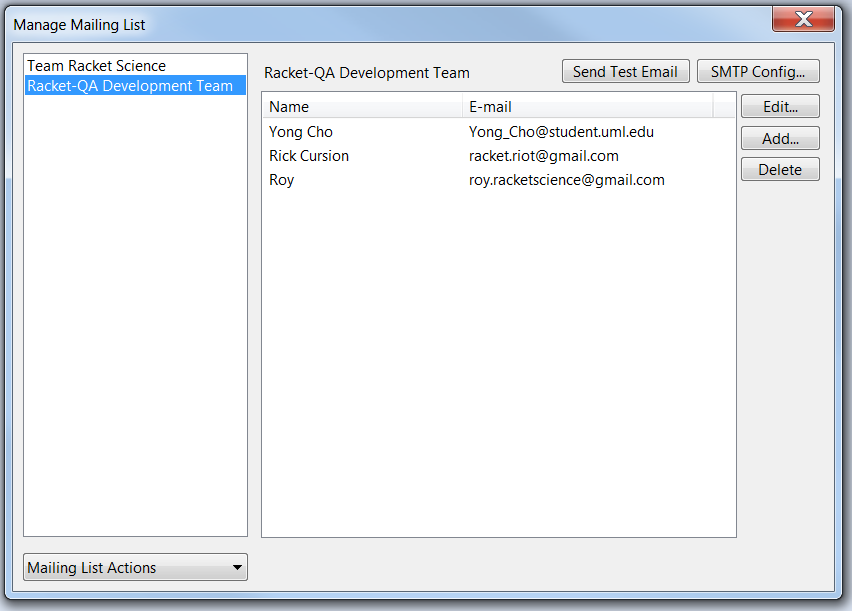 Manage Mailing List
Team Racket Science
Racket-QA Development Team
Racket-QA Development Team
Send Test Email
SMTP Config...
Name E-mail
Yong Cho Yong_Cho@student.uml.edu
Rick Cursion racket.riot@gmail.com
Roy roy.racketscience@gmail.com
Edit...
Add...
Delete
Mailing List Actions